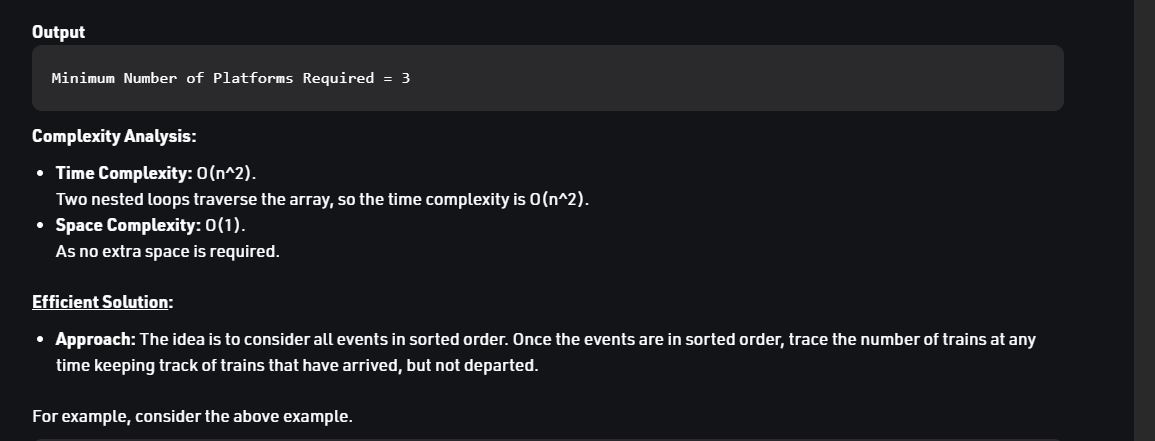 Output
Minimum Number of Platforms Required = 3
Complexity Analysis:
• Time Complexity: O(n^2).
Two nested loops traverse the array, so the time complexity is O(n^2).
• Space Complexity: O(1).
As no extra space is required.
Efficient Solution:
• Approach: The idea is to consider all events in sorted order. Once the events are in sorted order, trace the number of trains at any
time keeping track of trains that have arrived, but not departed.
For example, consider the above example.